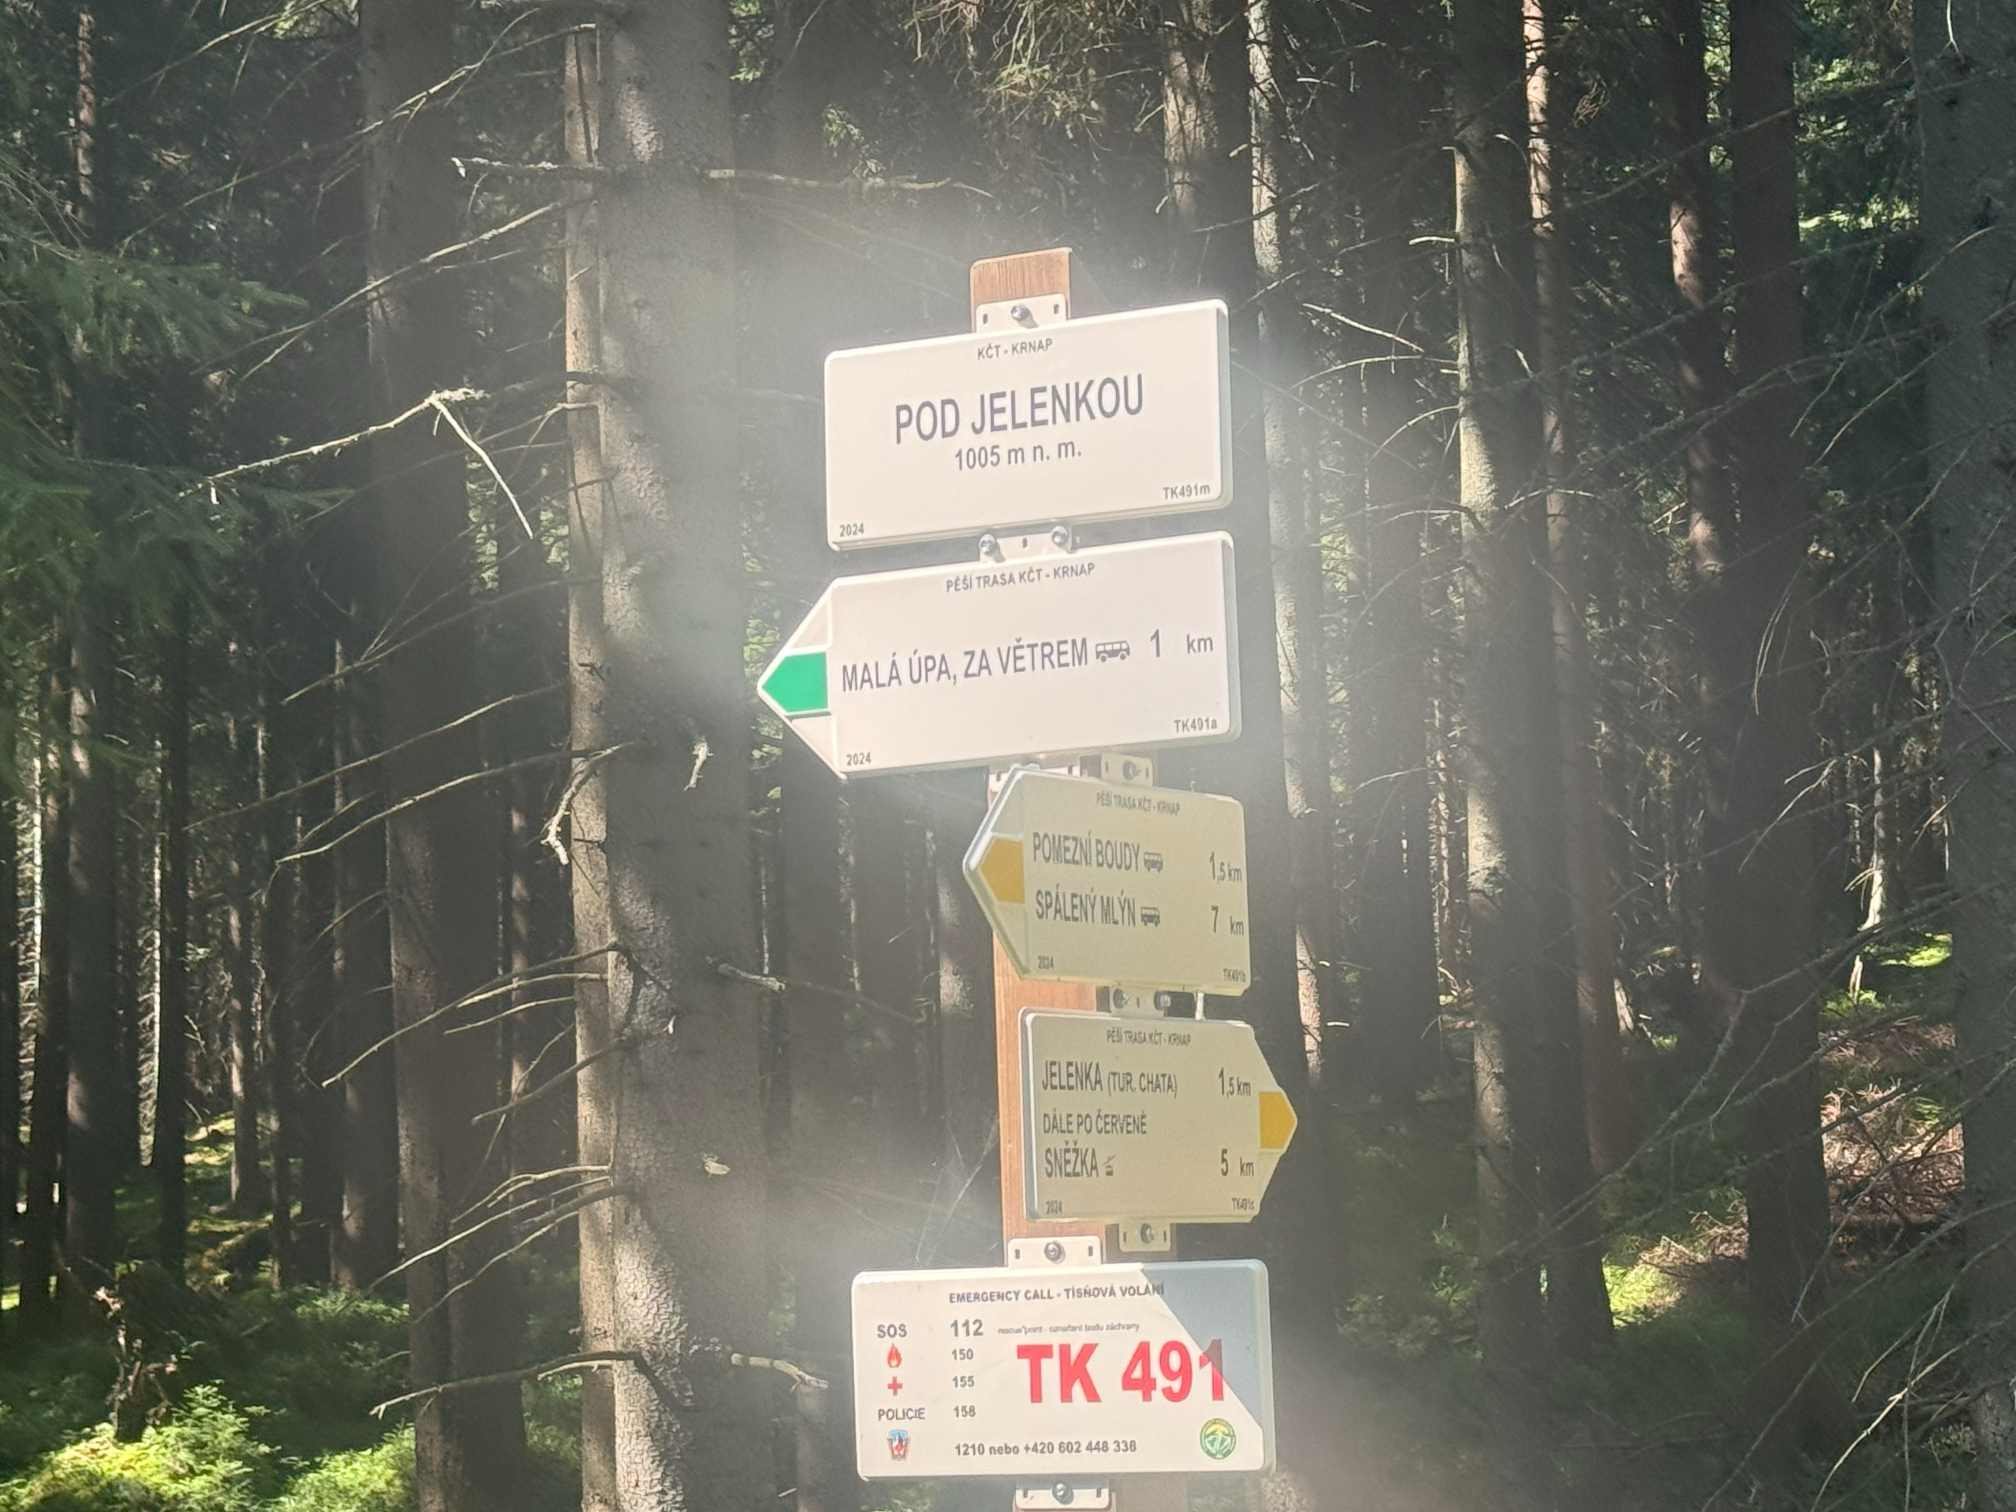 KČT - KRNAP
POD JELENKOU
1005 m n. m.
TK491m
2024
PĚŠÍ TRASA KČT - KRNAP
MALÁ ÚPA, ZA VĚTREM 1 km
TK491a
2024
PĚŠÍ TRASA KČT - KRNAP
POMEZNÍ BOUDY 1,5 km
SPÁLENÝ MLÝN 7 km
2024
TK491b
PĚŠÍ TRASA KČT - KRNAP
JELENKA (TUR. CHATA) 1,5 km
DÁLE PO ČERVENÉ
SNĚŽKA 5 km
2024
TK491c
EMERGENCY CALL - TÍSŇOVÁ VOLÁNÍ
SOS 112
150
155
TK 491
POLICIE 158
1210 nebo +420 602 448 338